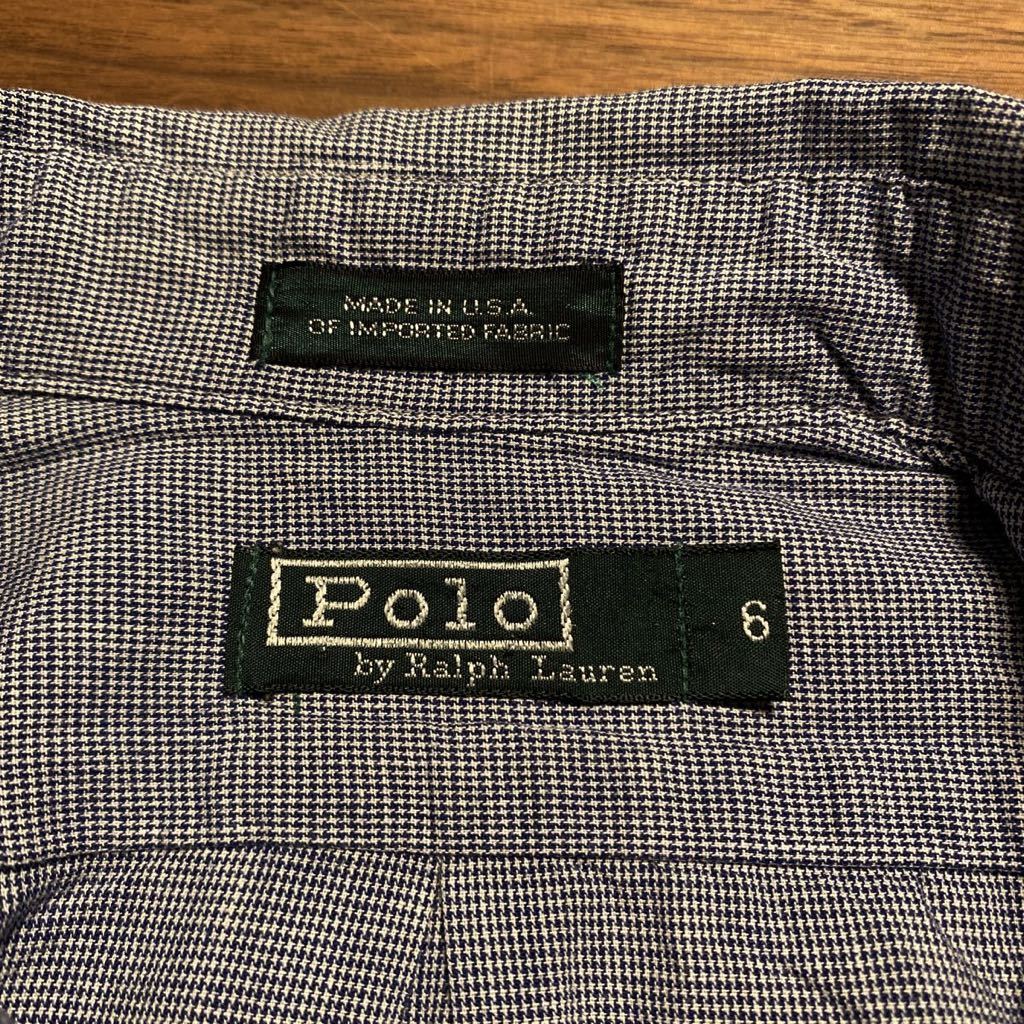 MADE IN U.S.A.
OF IMPORTED FABRIC
Polo
by Ralph Lauren
6